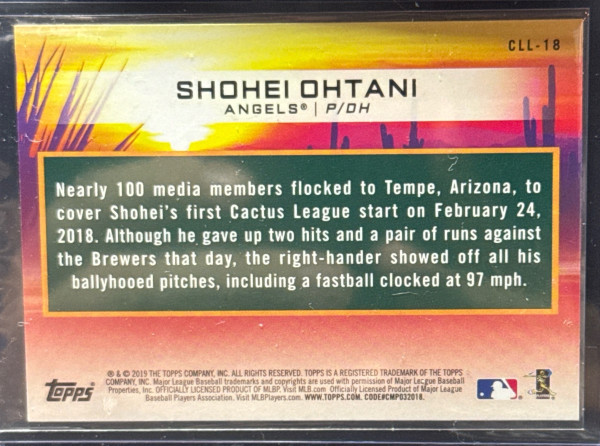 CLL-18
SHOHEI OHTANI
ANGELS® | P/DH
Nearly 100 media members flocked to Tempe, Arizona, to
cover Shohei's first Cactus League start on February 24,
2018. Although he gave up two hits and a pair of runs against
the Brewers that day, the right-hander showed off all his
ballyhooed pitches, including a fastball clocked at 97 mph.
® & © 2019 THE TOPPS COMPANY, INC. ALL RIGHTS RESERVED. TOPPS IS A REGISTERED TRADEMARK OF THE TOPPS
COMPANY, INC. Major League Baseball trademarks and copyrights are used with permission of Major League Baseball
Properties, Inc. OFFICIALLY LICENSED PRODUCT OF MLBP. Visit MLB.com Officially Licensed Product of Major League
Baseball Players Association. Visit MLBPlayers.com. WWW.TOPPS.COM. CODE#CMP032018.
Topps